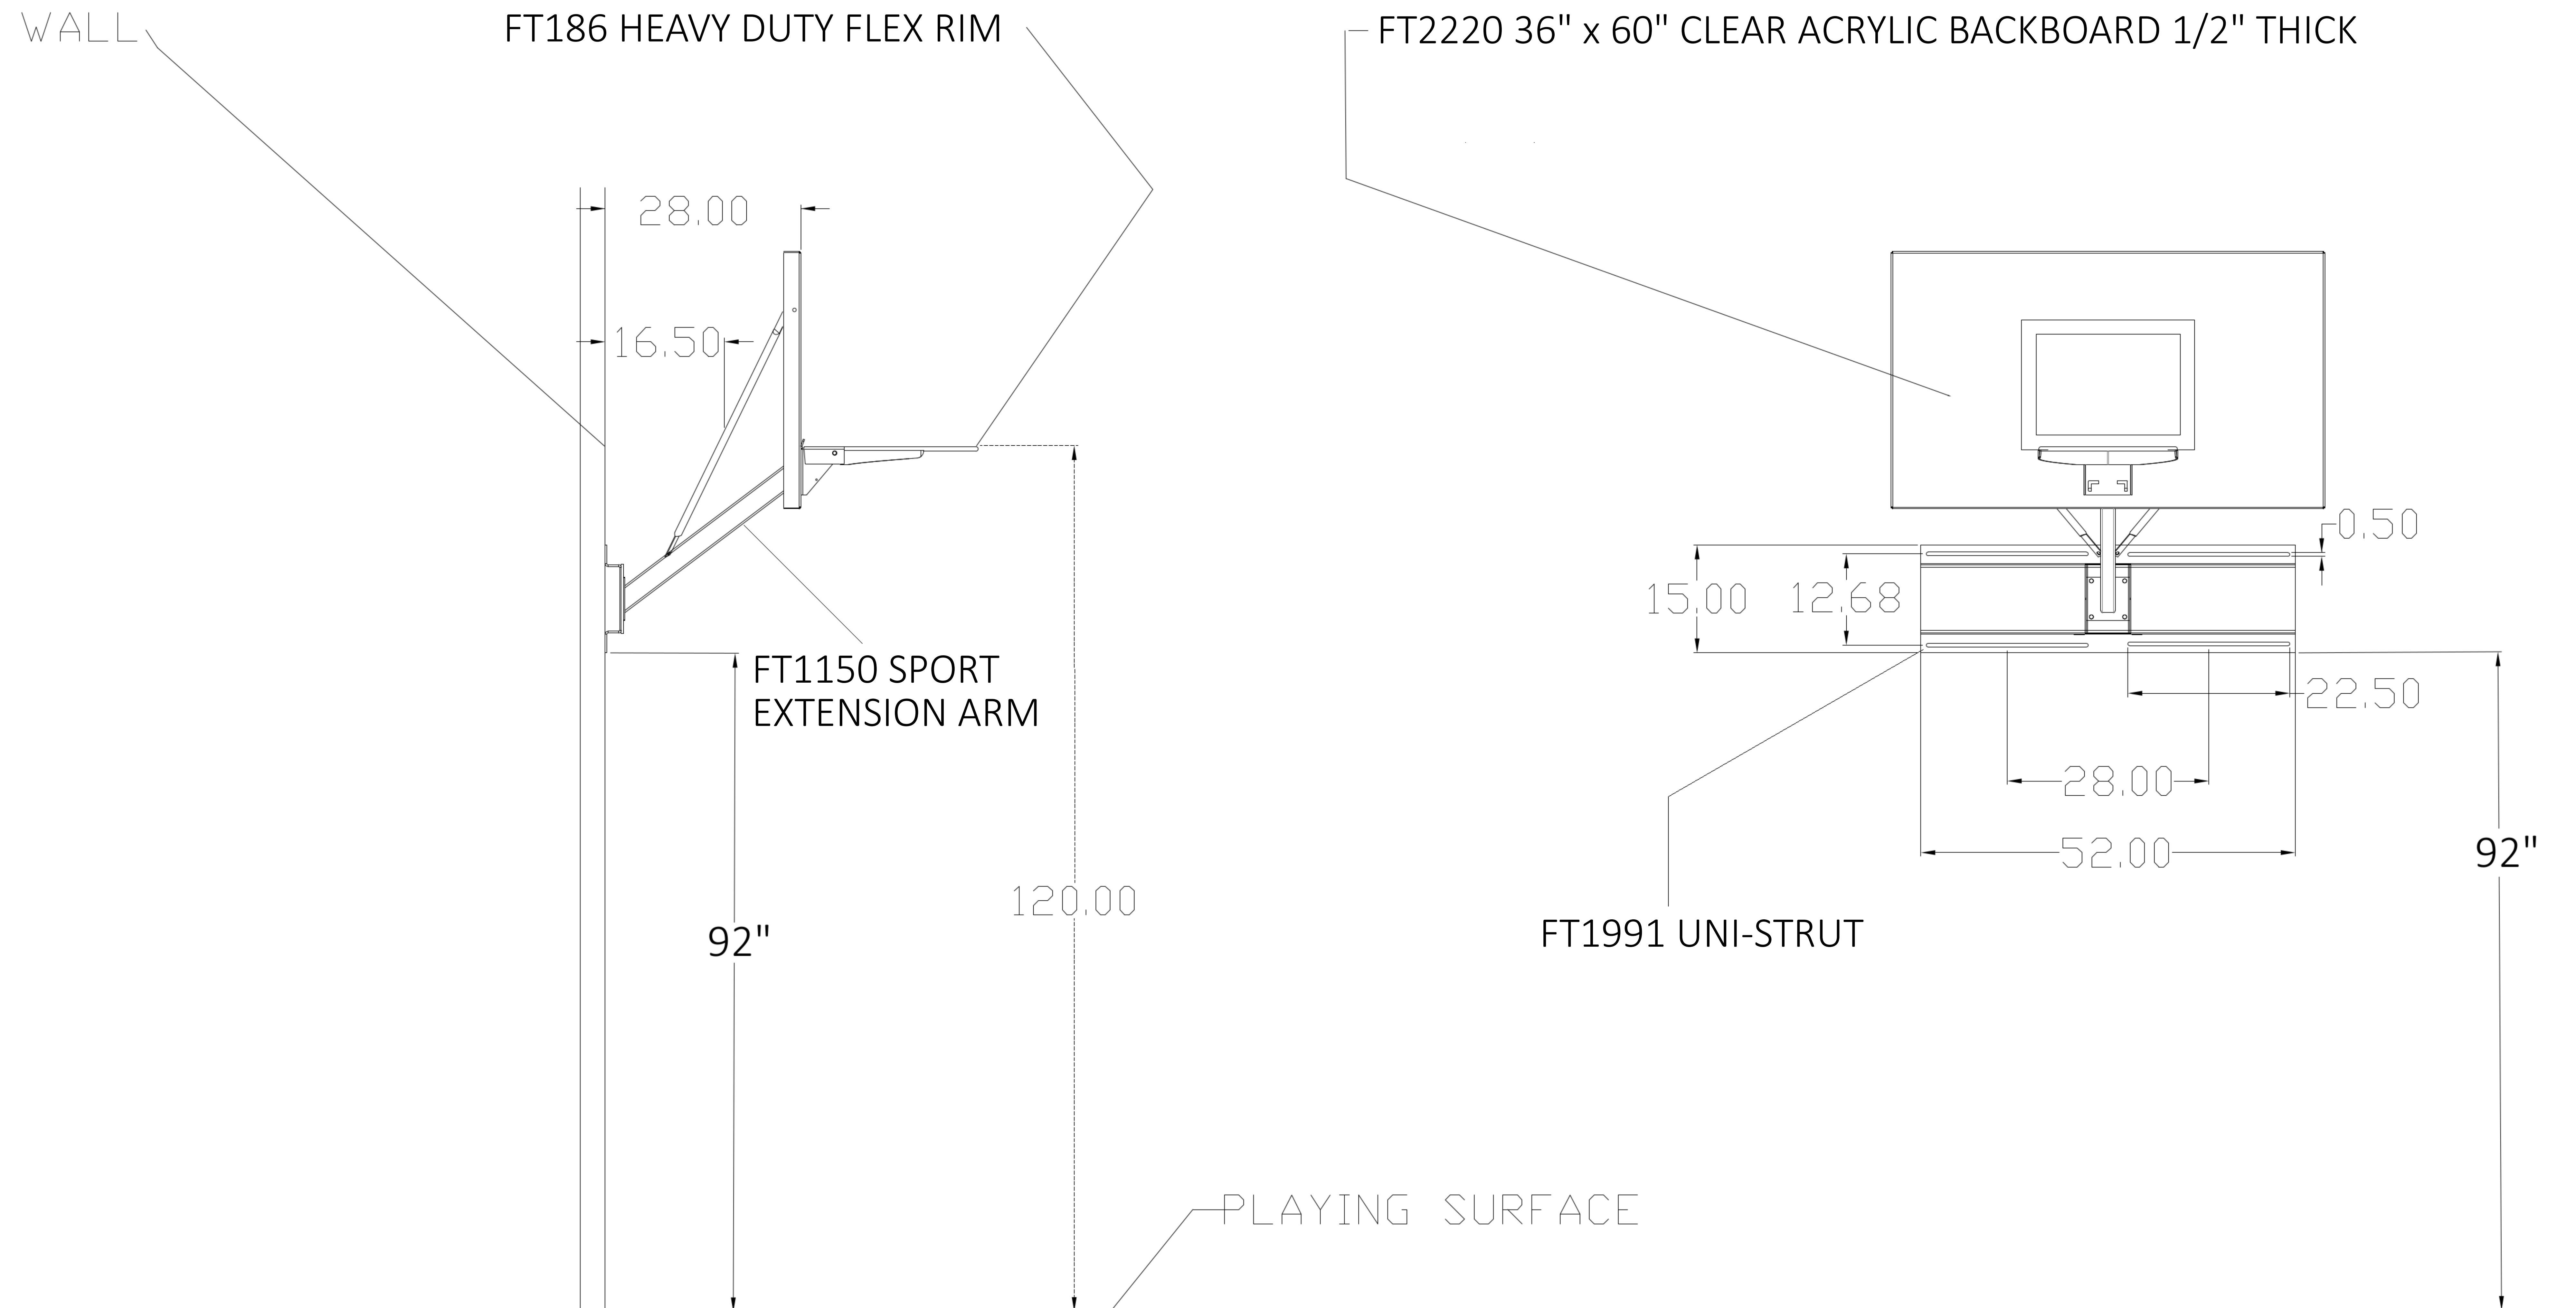 WALL
FT186 HEAVY DUTY FLEX RIM
FT2220 36" x 60" CLEAR ACRYLIC BACKBOARD 1/2" THICK
28.00
16.50
0.50
15.00
12.68
FT1150 SPORT
EXTENSION ARM
22.50
28.00
52.00
92"
120.00
92"
FT1991 UNI-STRUT
PLAYING SURFACE